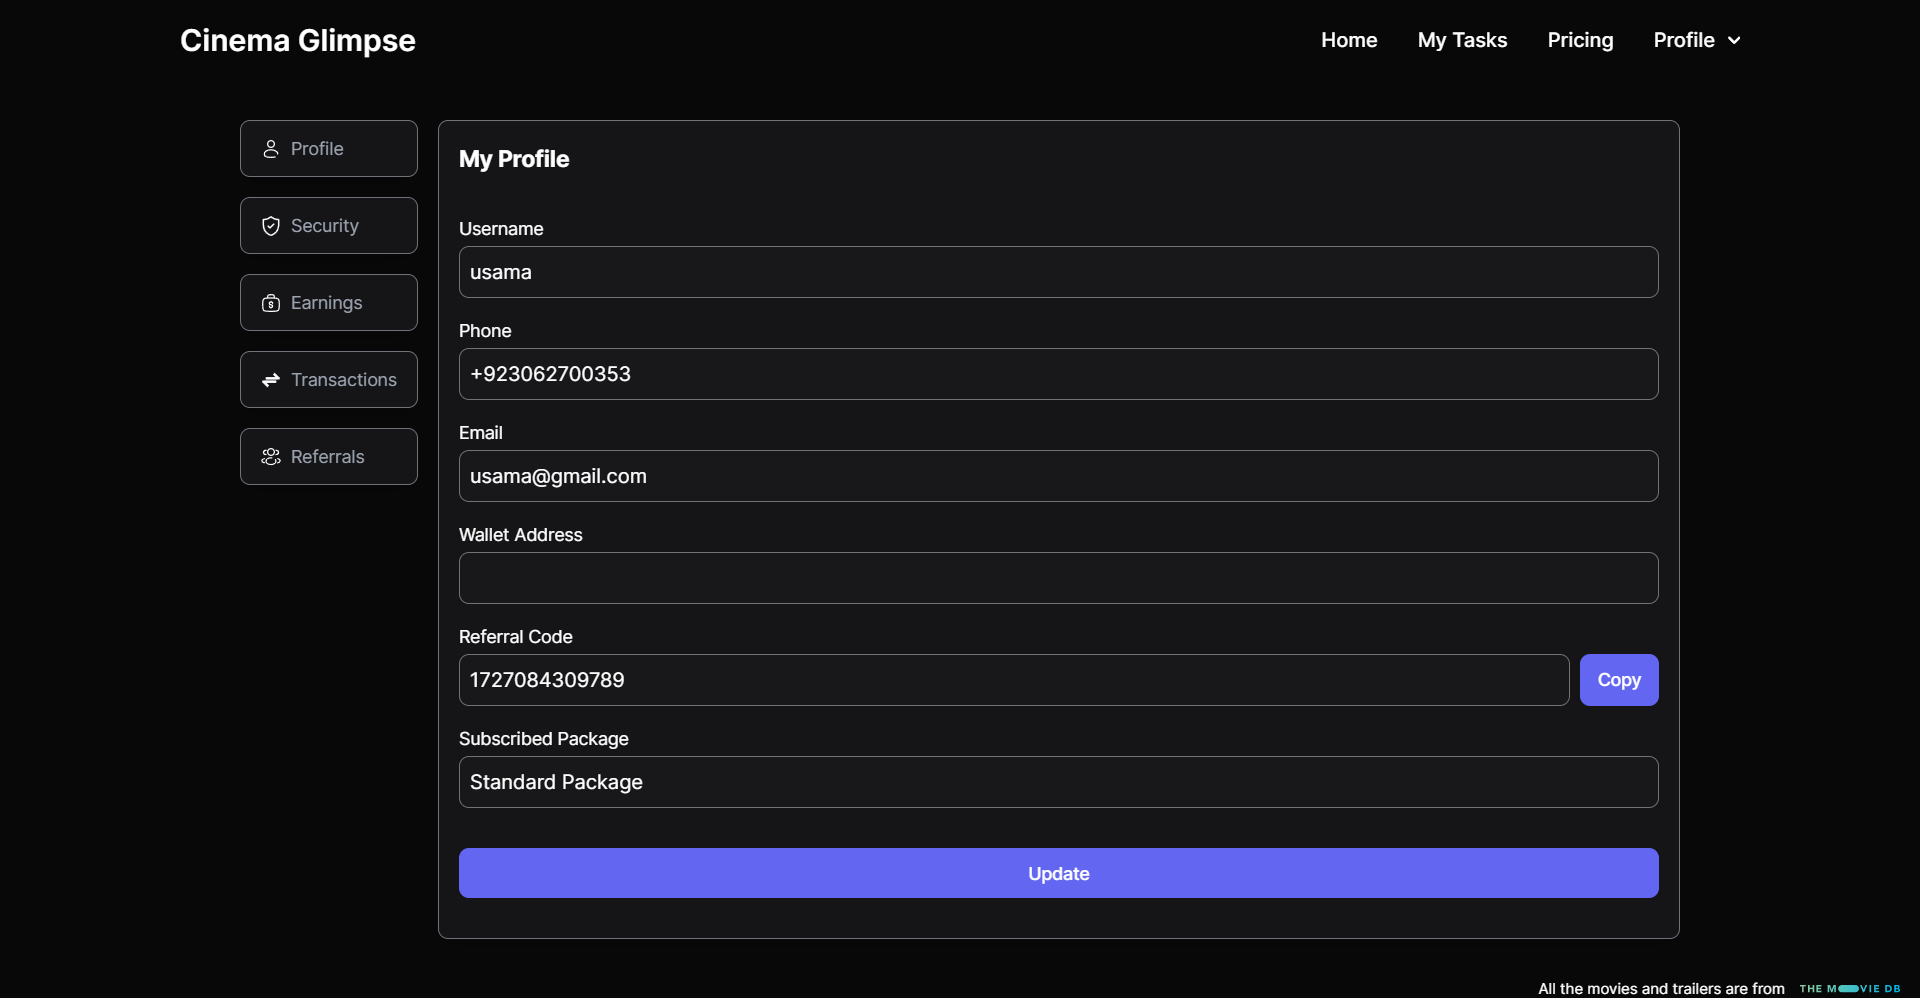 Cinema Glimpse
Home
My Tasks
Pricing
Profile
Profile
Security
Earnings
Transactions
Referrals
My Profile
Username
usama
Phone
+923062700353
Email
usama@gmail.com
Wallet Address
Referral Code
1727084309789
Copy
Subscribed Package
Standard Package
Update
All the movies and trailers are from THE MOVIE DB